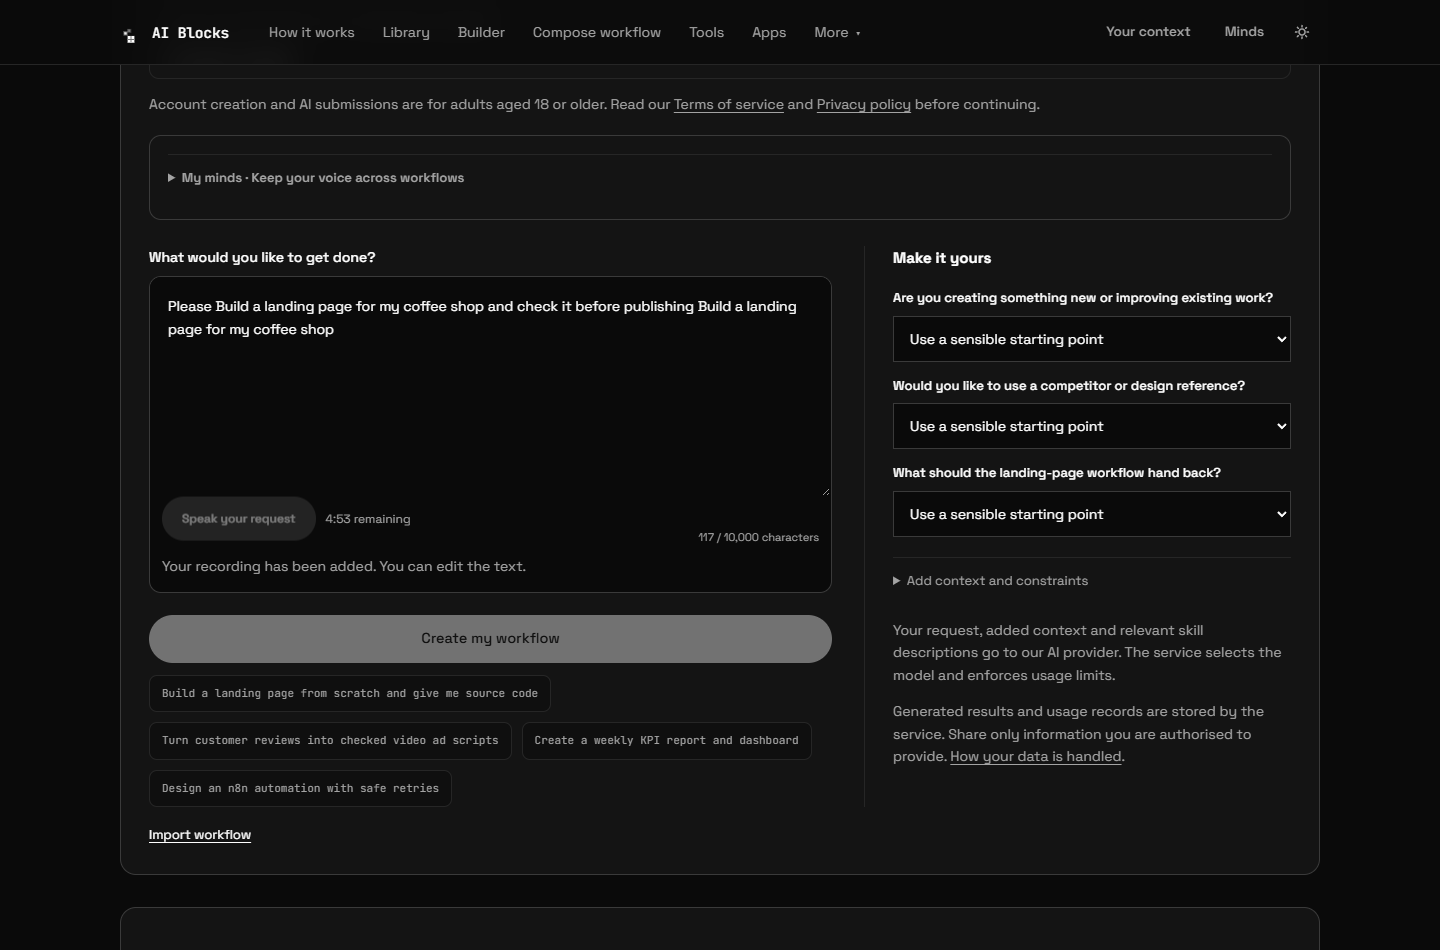 AI Blocks How it works Library Builder Compose workflow Tools Apps More Your context Minds
Account creation and AI submissions are for adults aged 18 or older. Read our Terms of service and Privacy policy before continuing.
My minds · Keep your voice across workflows
What would you like to get done?
Please Build a landing page for my coffee shop and check it before publishing Build a landing
page for my coffee shop
Speak your request 4:53 remaining
117 / 10,000 characters
Your recording has been added. You can edit the text.
Create my workflow
Build a landing page from scratch and give me source code
Turn customer reviews into checked video ad scripts
Create a weekly KPI report and dashboard
Design an n8n automation with safe retries
Import workflow
Make it yours
Are you creating something new or improving existing work?
Use a sensible starting point
Would you like to use a competitor or design reference?
Use a sensible starting point
What should the landing-page workflow hand back?
Use a sensible starting point
Add context and constraints
Your request, added context and relevant skill
descriptions go to our AI provider. The service selects the
model and enforces usage limits.
Generated results and usage records are stored by the
service. Share only information you are authorised to
provide. How your data is handled.